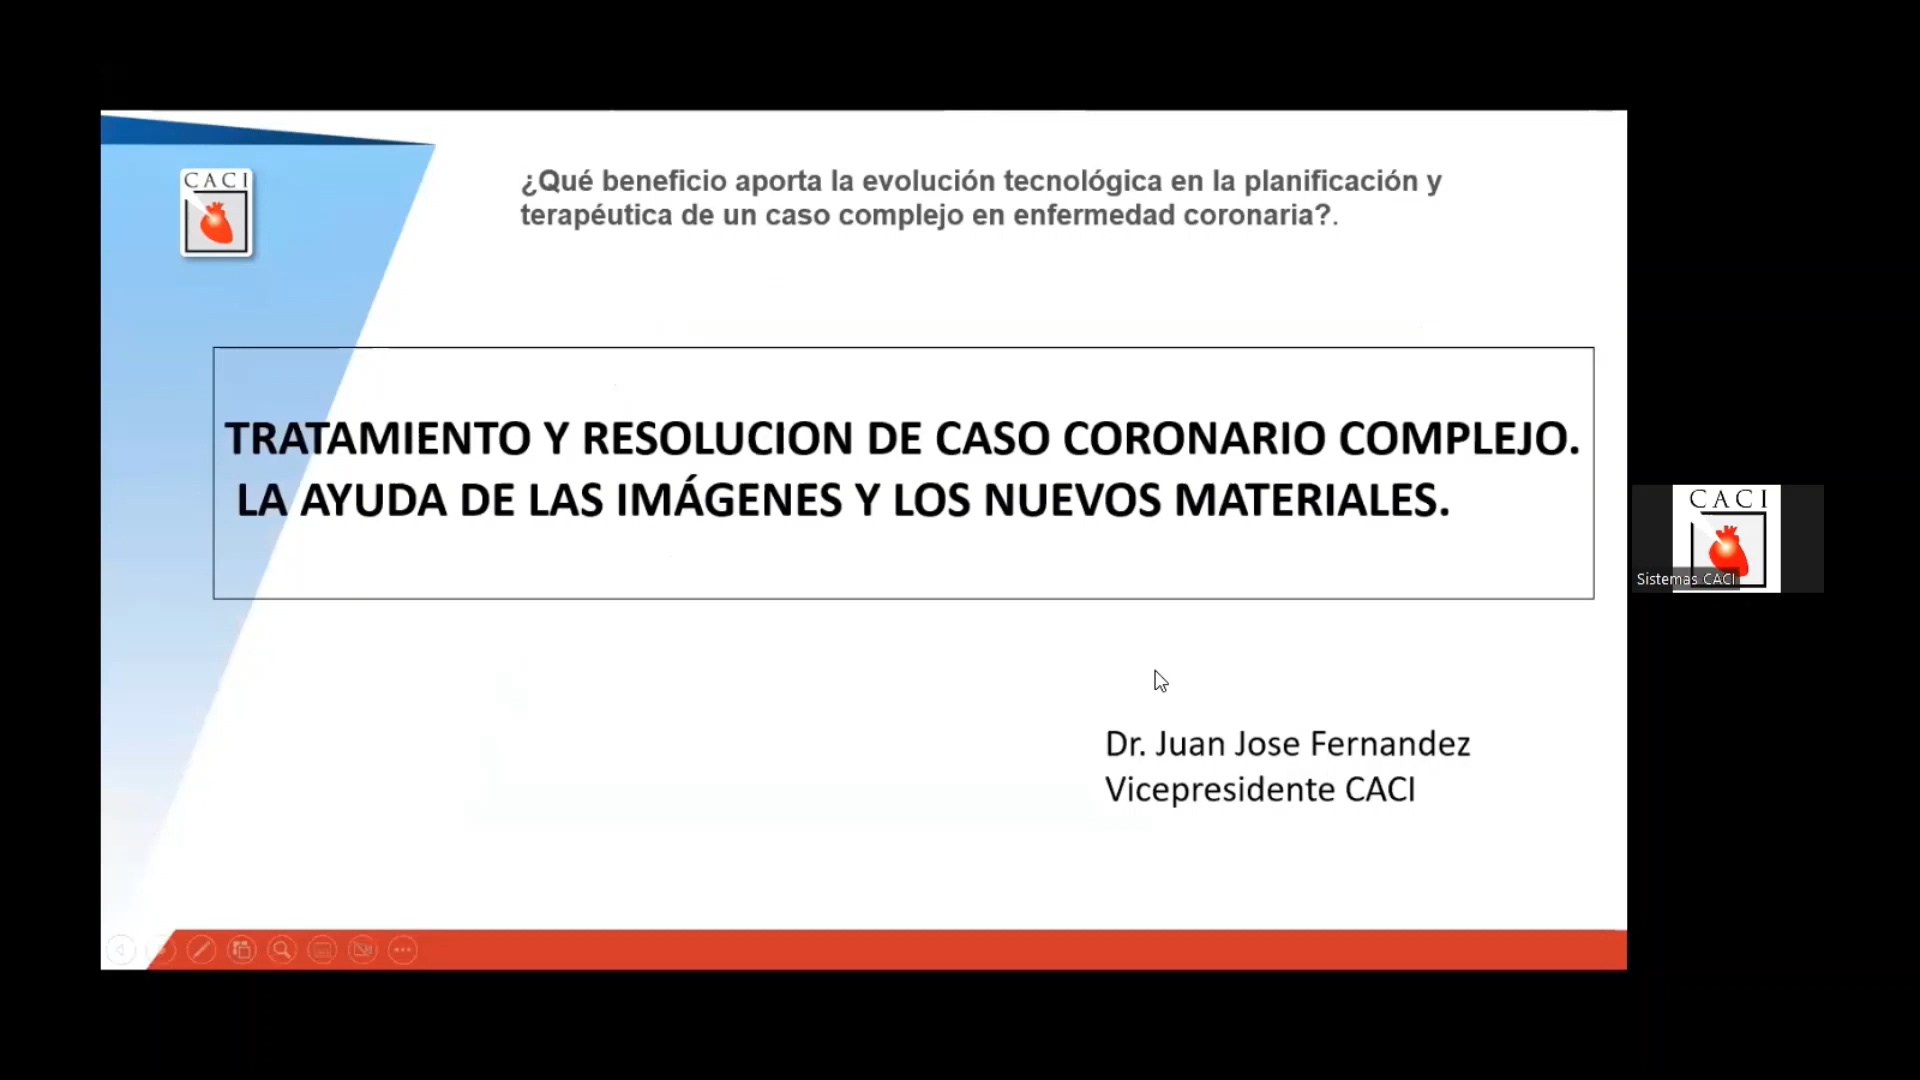 CACI
¿Qué beneficio aporta la evolución tecnológica en la planificación y
terapéutica de un caso complejo en enfermedad coronaria?.
TRATAMIENTO Y RESOLUCION DE CASO CORONARIO COMPLEJO.
LA AYUDA DE LAS IMÁGENES Y LOS NUEVOS MATERIALES.
CACI
Sistemas CACI
Dr. Juan Jose Fernandez
Vicepresidente CACI